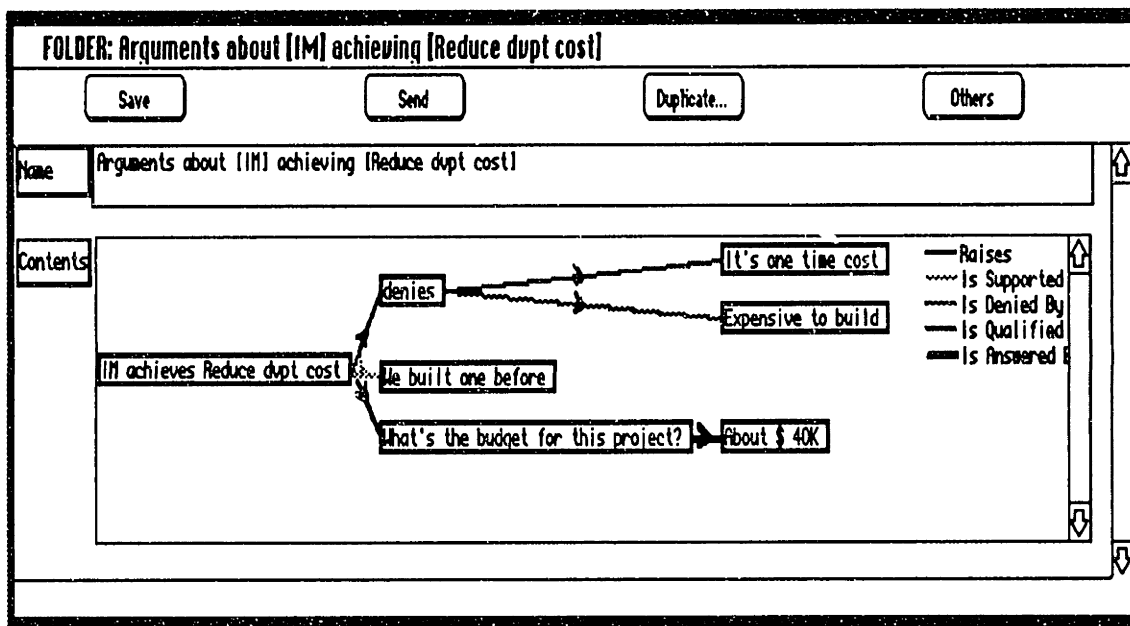 FOLDER: Arguments about [IM] achieving [Reduce dvpt cost]
Save
Send
Duplicate...
Others
Name
Arguments about [IM] achieving [Reduce dvpt cost]
Contents
It's one time cost
denies
Expensive to build
IM achieves Reduce dvpt cost
We built one before
What's the budget for this project?
About $ 40K
Raises
Is Supported
Is Denied By
Is Qualified
Is Answered